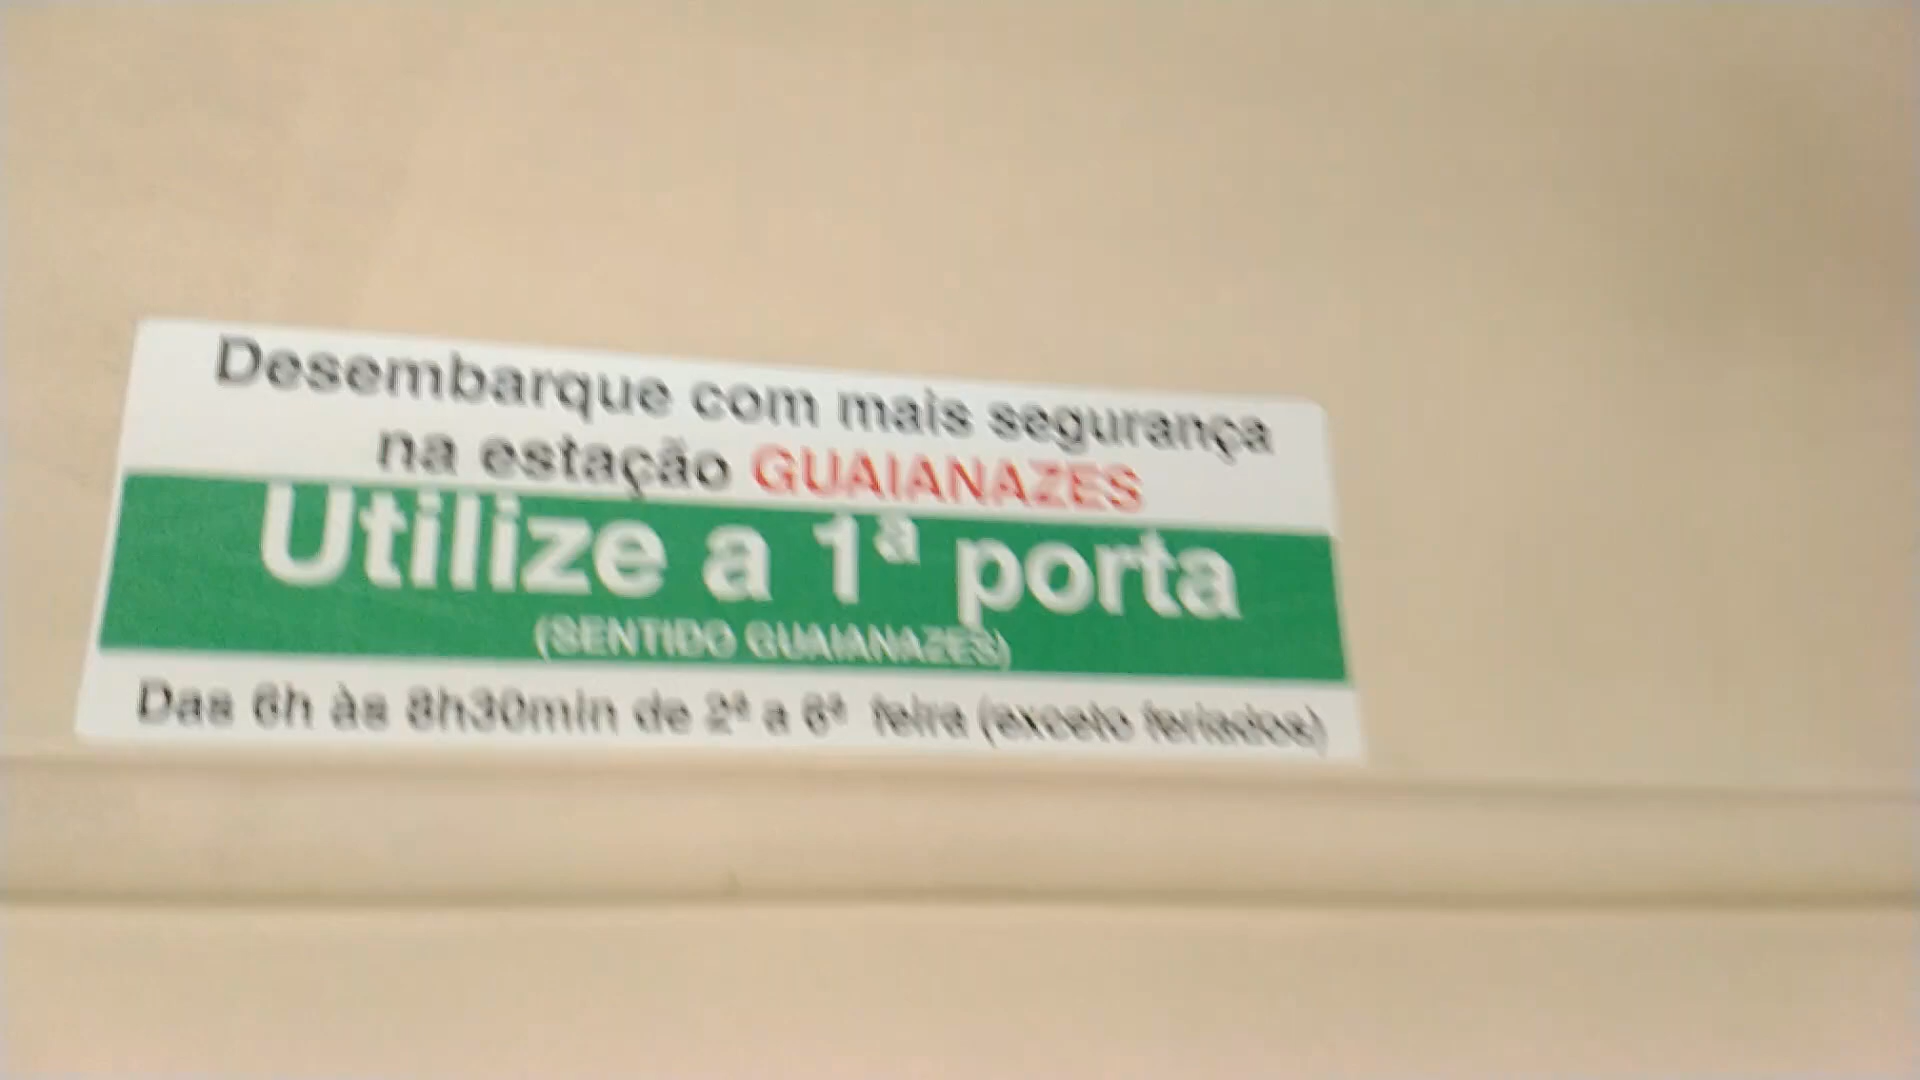 Desembarque com mais segurança
na estação GUAIANAZES
Utilize a 1ª porta
(SENTIDO GUAIANAZES)
Das 6h às 8h30min de 2ª a 6ª feira (exceto feriados)